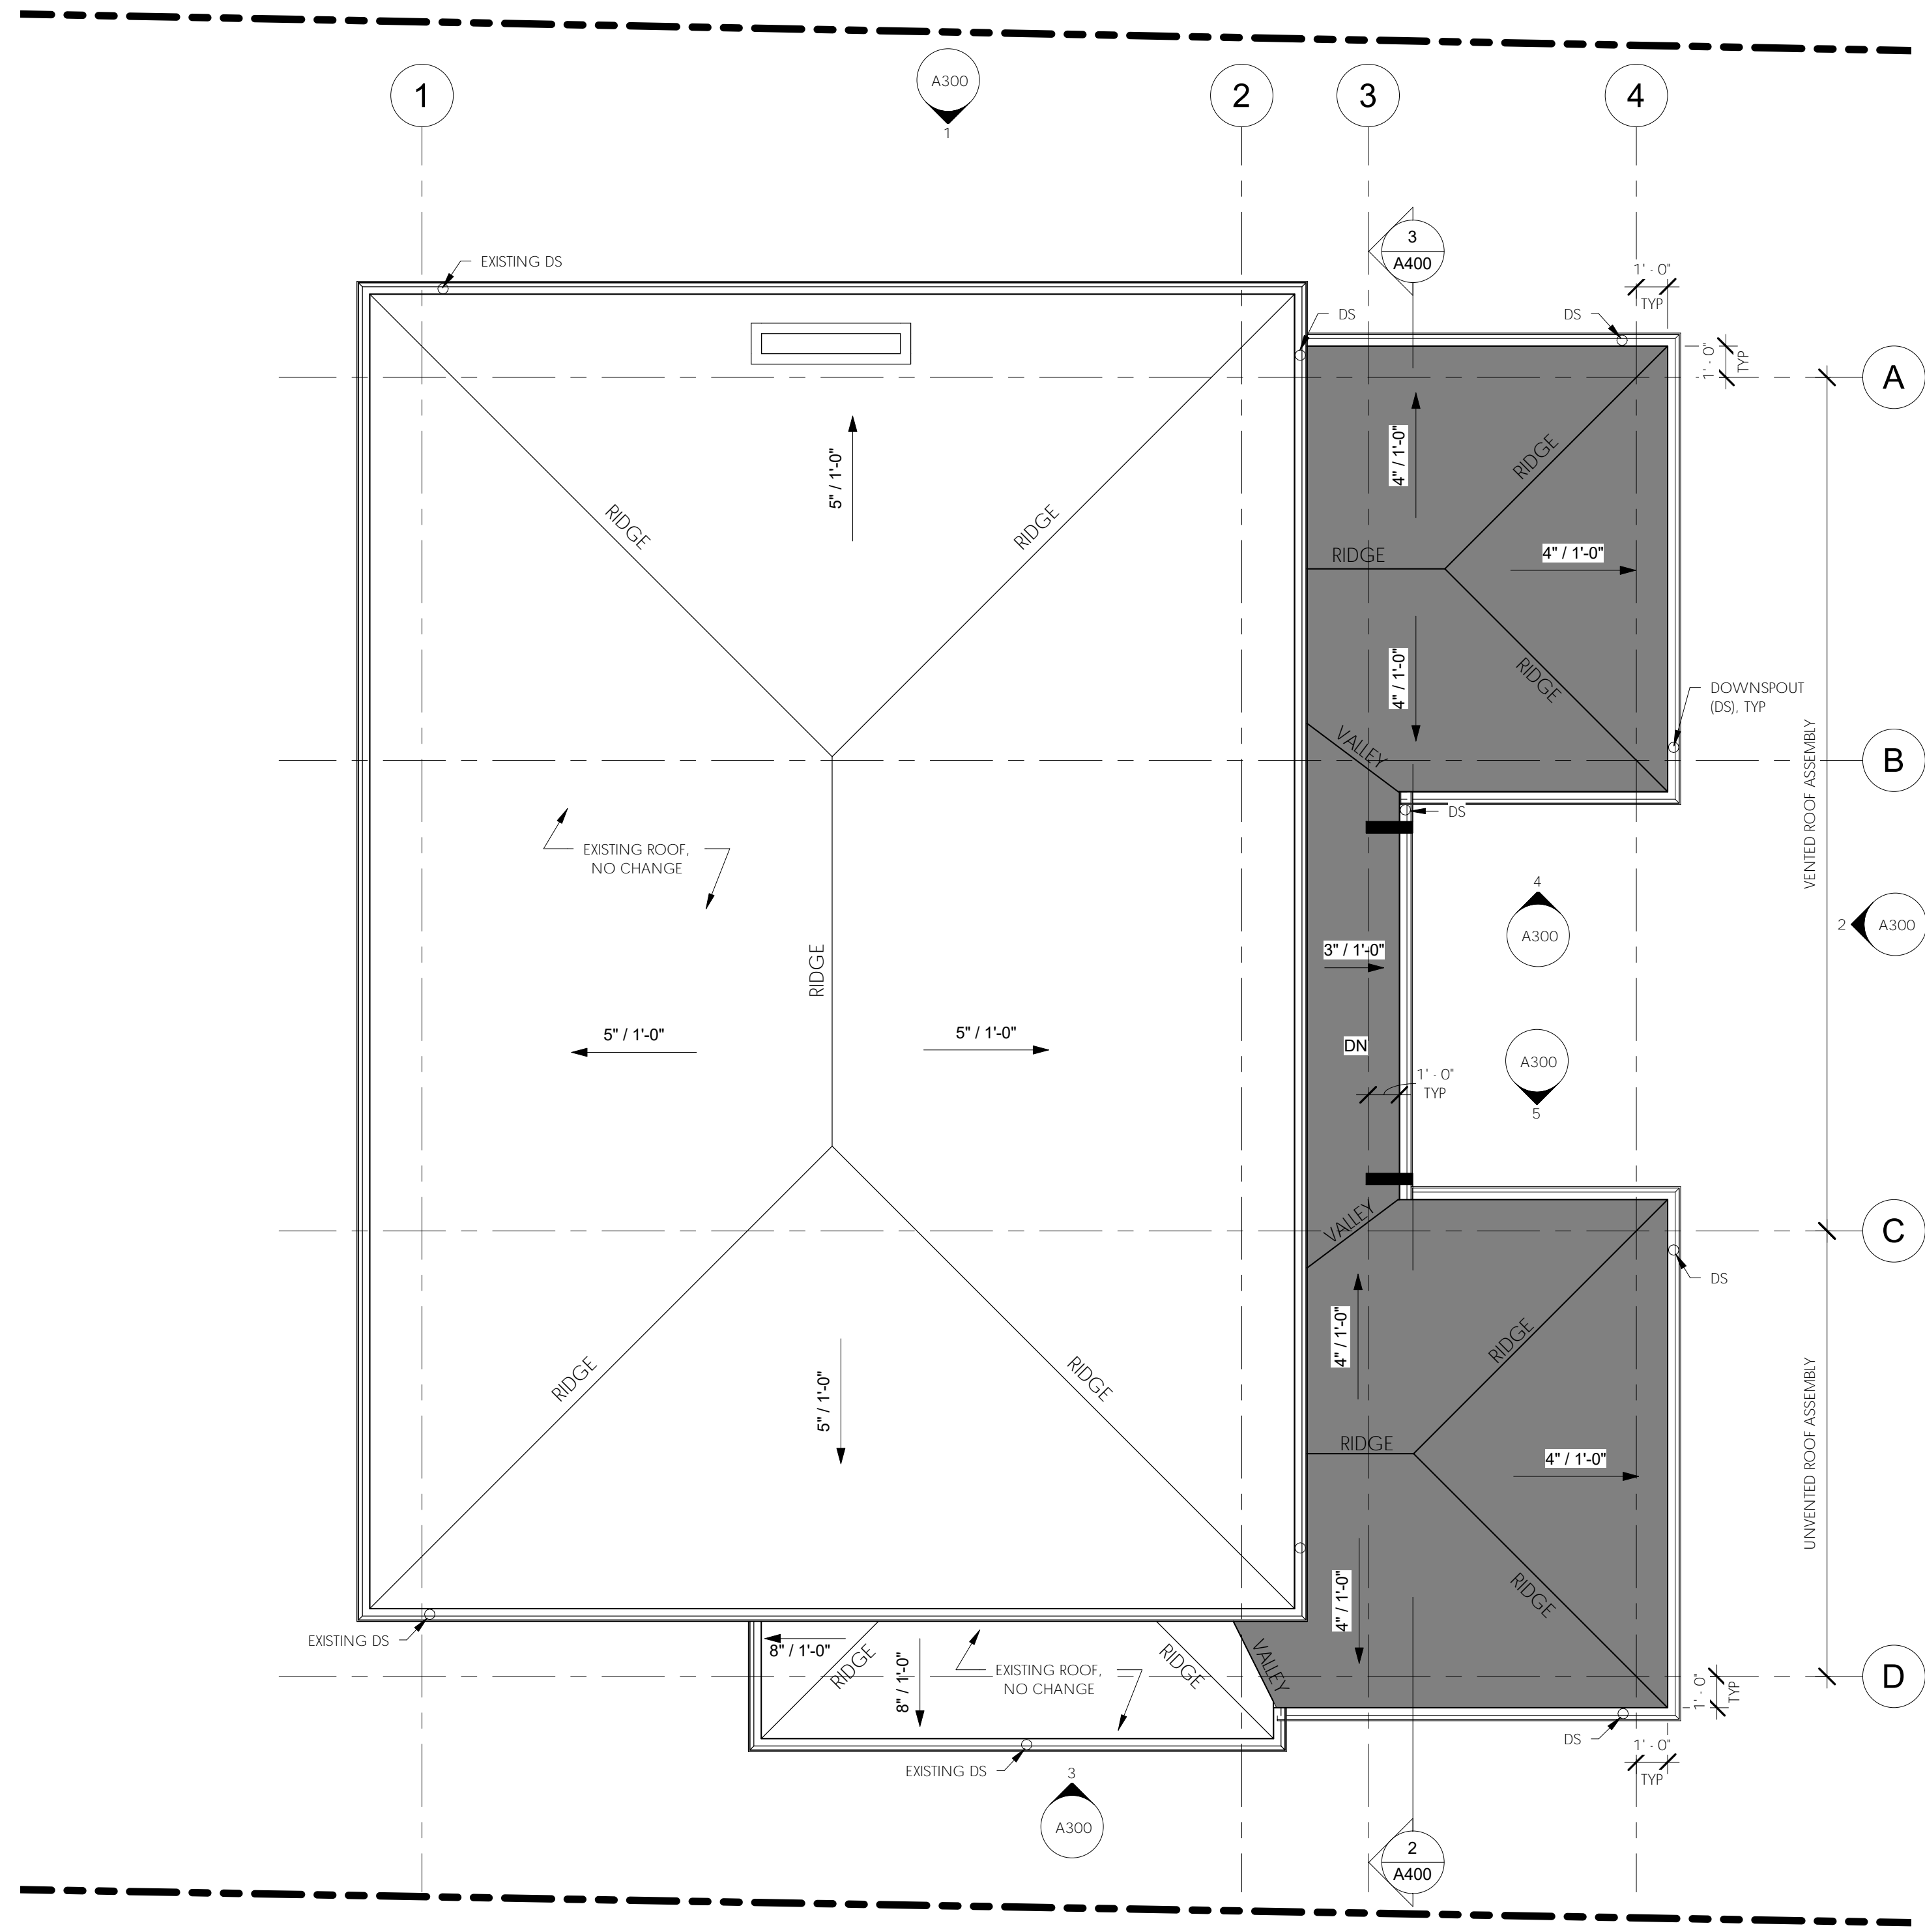 A300
1
1
2
3
4
3
A400
EXISTING DS
1' - 0"
TYP
DS
DS
1' - 0"
TYP
A
5" / 1'-0"
4" / 1'-0"
RIDGE
RIDGE
RIDGE
RIDGE
4" / 1'-0"
4" / 1'-0"
RIDGE
DOWNSPOUT
(DS), TYP
VALLEY
B
VENTED ROOF ASSEMBLY
DS
EXISTING ROOF,
NO CHANGE
4
A300
2
A300
RIDGE
3" / 1'-0"
5" / 1'-0"
5" / 1'-0"
DN
A300
5
1' - 0"
TYP
VALLEY
C
DS
4" / 1'-0"
RIDGE
RIDGE
RIDGE
5" / 1'-0"
RIDGE
4" / 1'-0"
UNVENTED ROOF ASSEMBLY
4" / 1'-0"
RIDGE
EXISTING DS
8" / 1'-0"
RIDGE
8" / 1'-0"
EXISTING ROOF,
NO CHANGE
RIDGE
VALLEY
D
1' - 0"
TYP
DS
1' - 0"
TYP
EXISTING DS
3
A300
2
A400